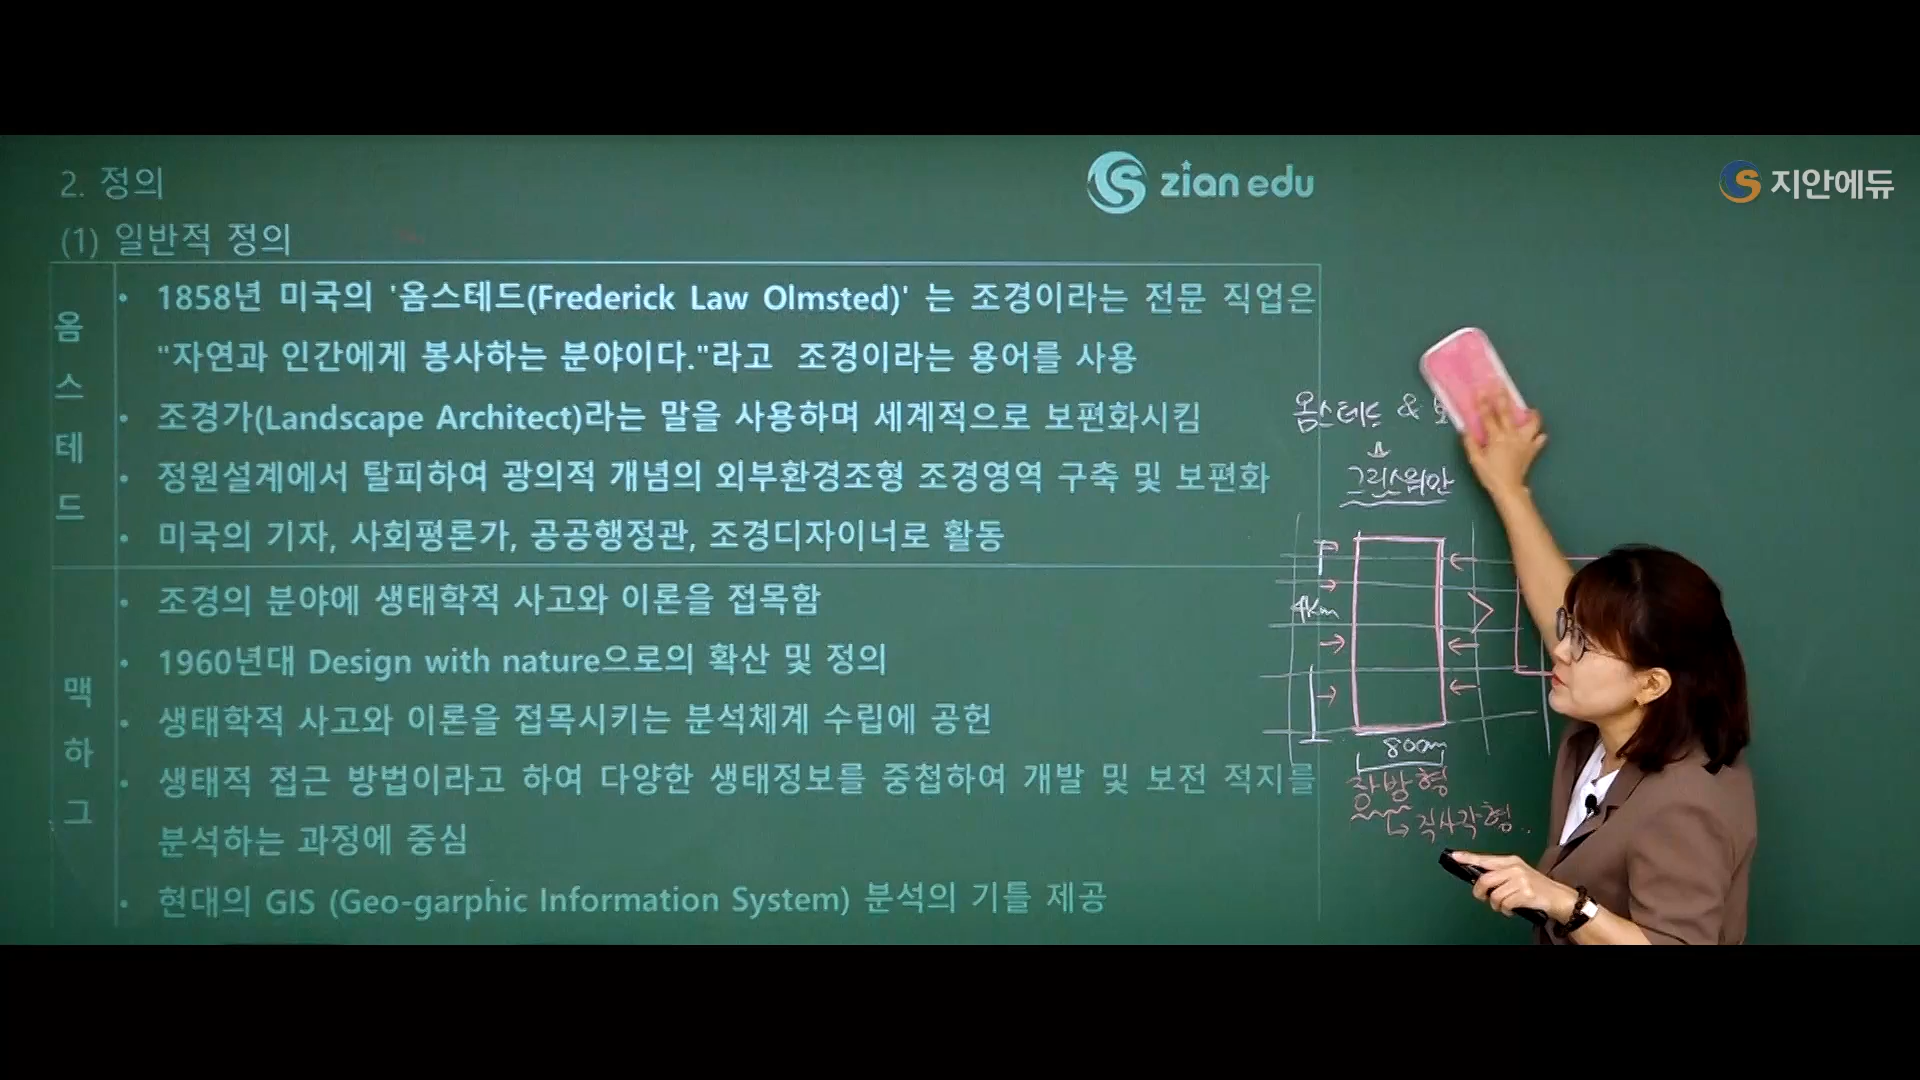 zian edu
지안에듀
2. 정의
(1) 일반적 정의
옴스테드
• 1858년 미국의 '옴스테드(Frederick Law Olmsted)' 는 조경이라는 전문 직업은
"자연과 인간에게 봉사하는 분야이다."라고 조경이라는 용어를 사용
• 조경가(Landscape Architect)라는 말을 사용하며 세계적으로 보편화시킴
• 정원설계에서 탈피하여 광의적 개념의 외부환경조형 조경영역 구축 및 보편화
• 미국의 기자, 사회평론가, 공공행정관, 조경디자이너로 활동
맥하그
• 조경의 분야에 생태학적 사고와 이론을 접목함
• 1960년대 Design with nature으로의 확산 및 정의
• 생태학적 사고와 이론을 접목시키는 분석체계 수립에 공헌
• 생태적 접근 방법이라고 하여 다양한 생태정보를 중첩하여 개발 및 보전 적지를
분석하는 과정에 중심
• 현대의 GIS (Geo-garphic Information System) 분석의 기틀 제공
옴스테드 &
그린스워만
4km
800m
장방형
→ 직사각형..